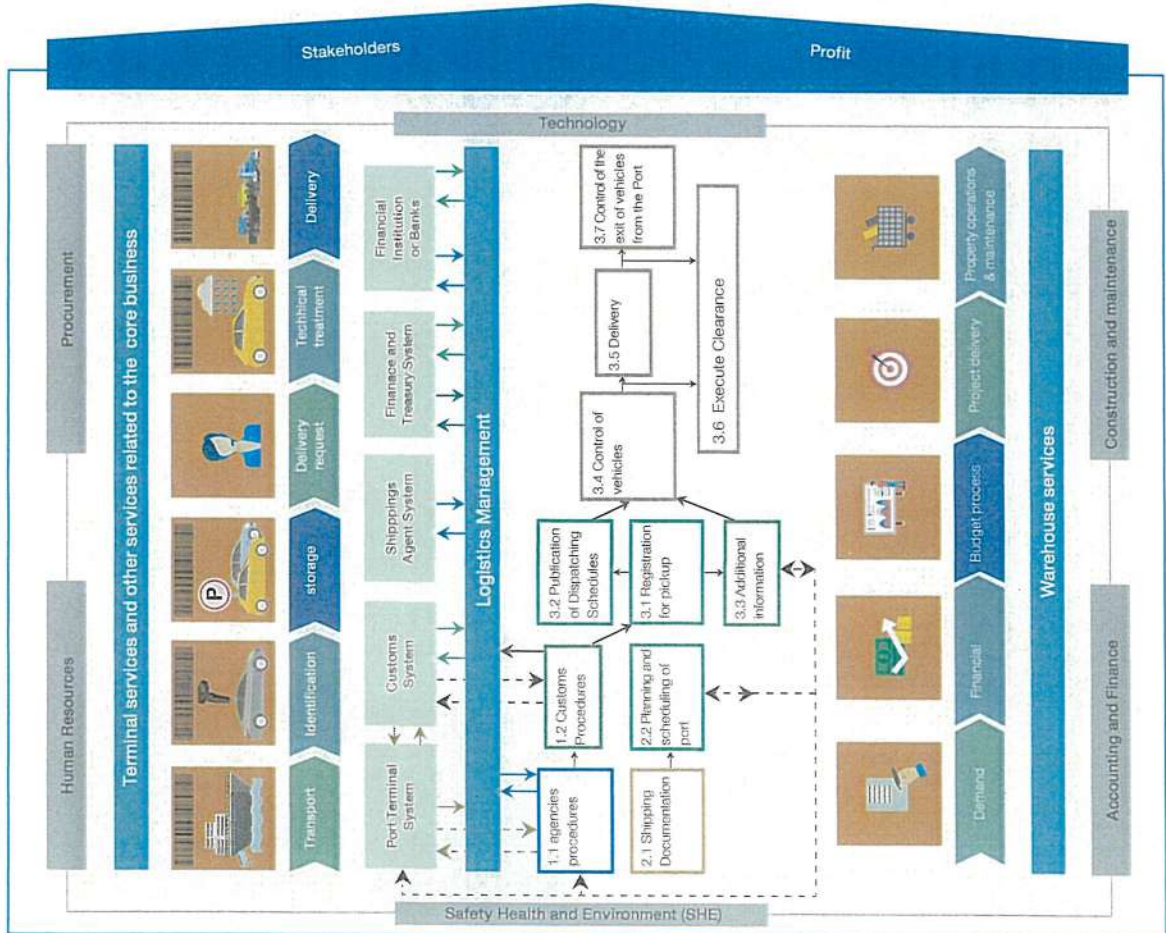 Stakeholders
Profit
Technology
Human Resources
Procurement
Terminal services and other services related to the core business
Transport
Identification
storage
Delivery
request
Techhical
treatment
Delivery
Port Terminal
System
Customs
System
Shipppings
Agent System
Finanace and
Treasury System
Financial
Institution
or Banks
Logistics Management
1.1 agencies
procedures
1.2 Customs
Procedures
2.1 Shipping
Documentation
2.2 Planning and
scheduling of
port
3.2 Publication
of Dispatching
Schedules
3.1 Registration
for pickup
3.3 Additional
information
3.4 Control of
vehicles
3.5 Delivery
3.7 Control of the
exit of vehicles
from the Port
3.6 Execute Clearance
Safety Health and Environment (SHE)
Demand
Financial
Budget process
Project delivery
Property operations
& maintenance
Warehouse services
Accounting and Finance
Construction and maintenance
P